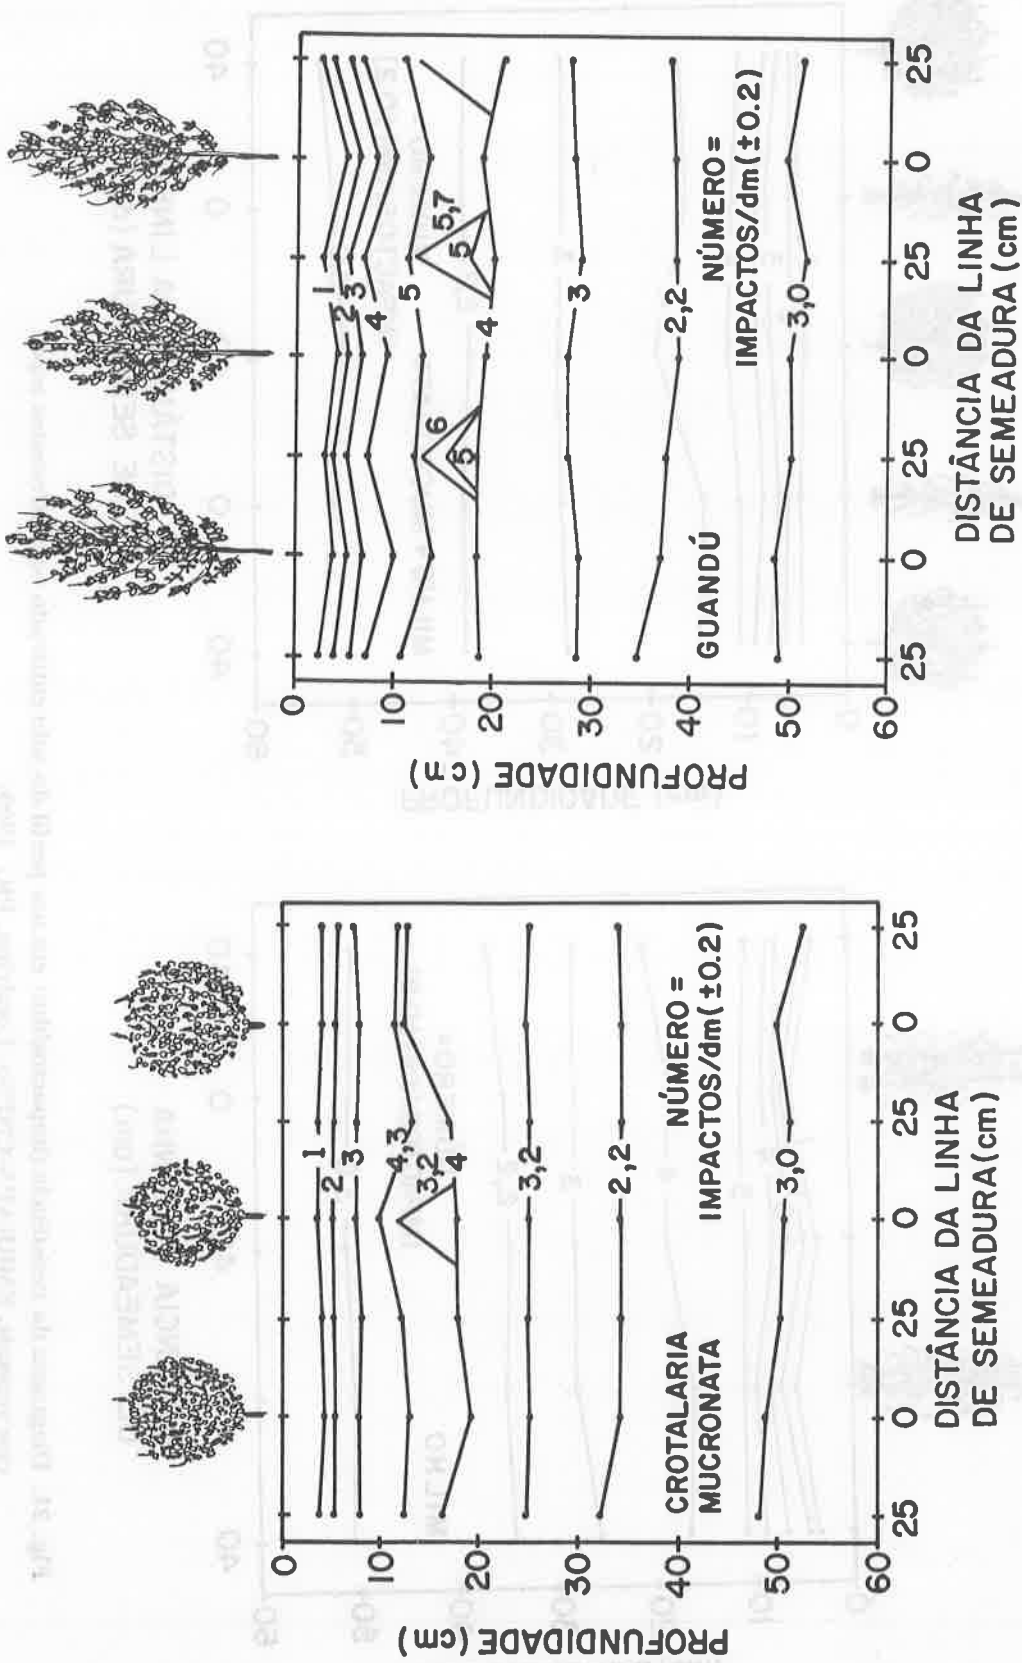 PROFUNDIDADE (cm)
0
10
20
30
40
50
60
1
2
3
4,3
3,2
4
3,2
2,2
3,0
CROTALARIA
MUCRONATA
NÚMERO =
IMPACTOS/dm (±0.2)
25 0 25 0 25 0 25
DISTÂNCIA DA LINHA
DE SEMEADURA (cm)
PROFUNDIDADE (cm)
0
10
20
30
40
50
60
1
2
3
4
5
6
5
5,7
5
4
3
2,2
3,0
GUANDÚ
NÚMERO =
IMPACTOS/dm (±0.2)
25 0 25 0 25 0 25
DISTÂNCIA DA LINHA
DE SEMEADURA (cm)